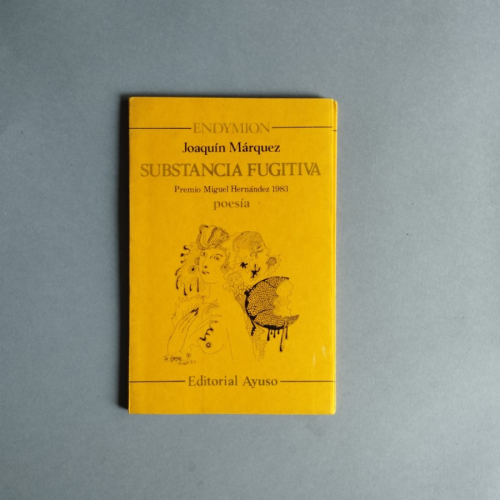 ENDYMION
Joaquín Márquez
SUBSTANCIA FUGITIVA
Premio Miguel Hernández 1983
poesía
Editorial Ayuso